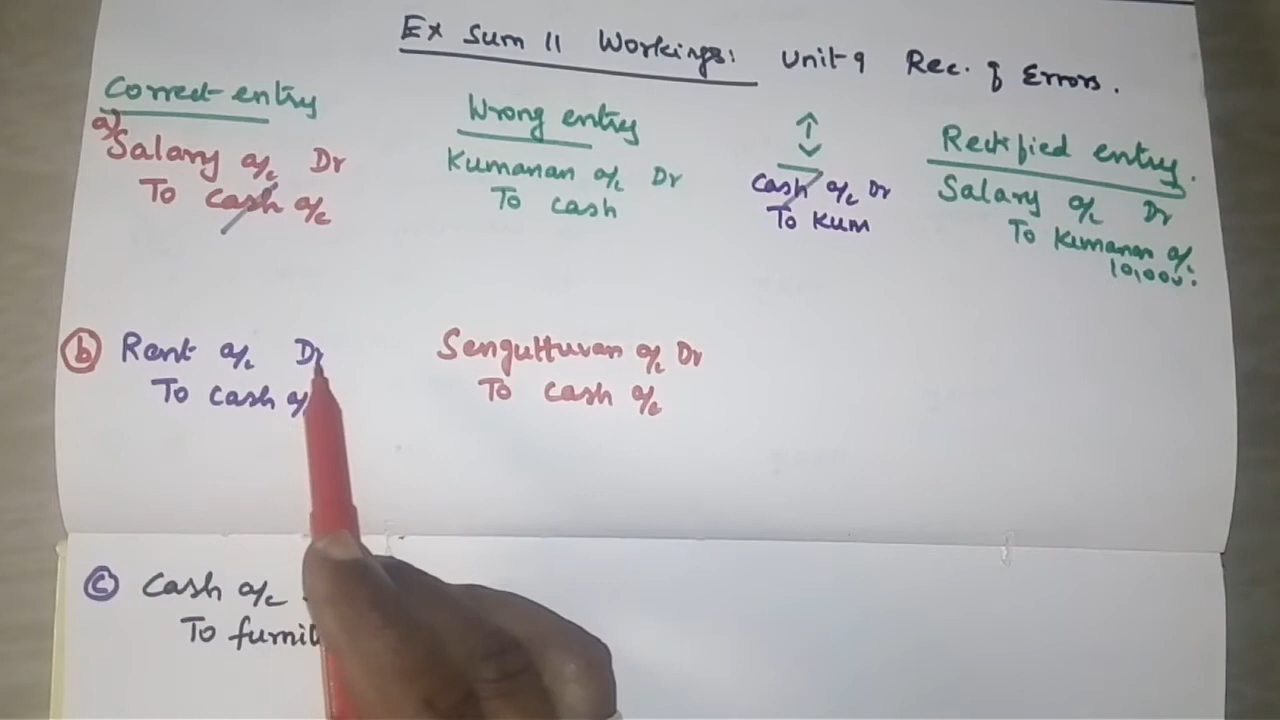 Ex Sum 11 Workings: Unit 9 Rec. of Errors.
Correct entry
a) Salary a/c Dr
To cash a/c
Wrong entry
Kumanan a/c Dr
To cash
Cash a/c Dr
To Kum
Rectified entry.
Salary a/c Dr
To Kumanan a/c
10,000.
b) Rent a/c Dr
To cash
Senguttuvan a/c Dr
To cash a/c
c) Cash a/c
To